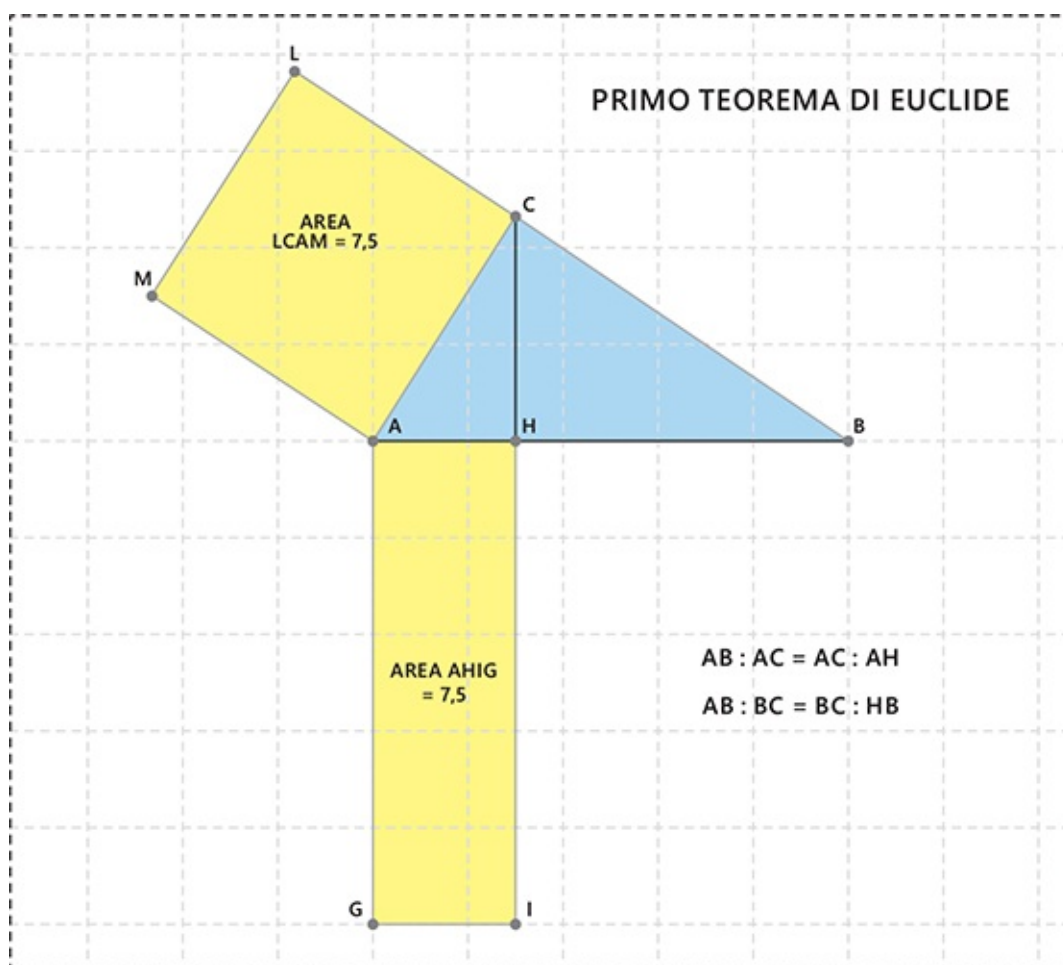 L
PRIMO TEOREMA DI EUCLIDE
C
AREA
LCAM = 7,5
M
A
H
B
AREA AHIG
= 7,5
AB : AC = AC : AH
AB : BC = BC : HB
G
I